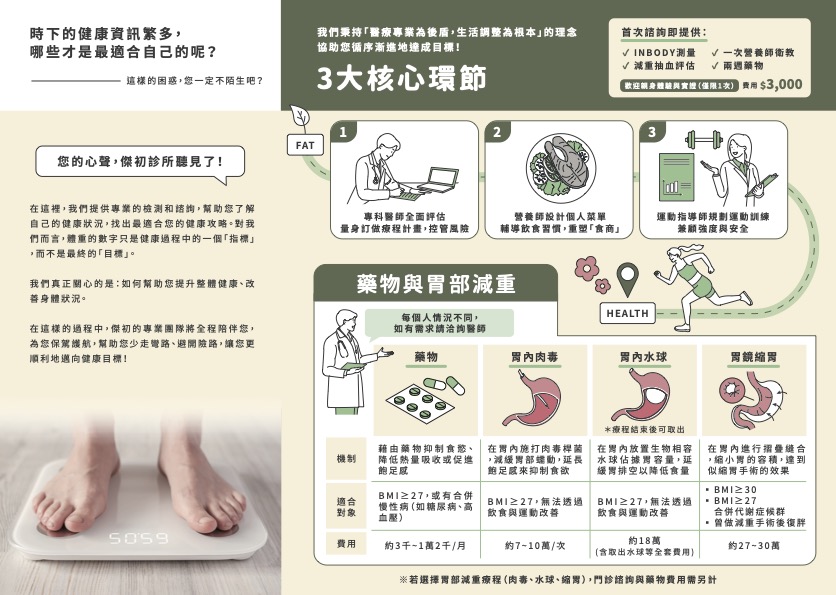 時下的健康資訊繁多，
哪些才是最適合自己的呢？
這樣的困惑，您一定不陌生吧？
您的心聲，傑初診所聽見了！
在這裡，我們提供專業的檢測和諮詢，幫助您了解
自己的健康狀況，找出最適合您的健康攻略。對我
們而言，體重的數字只是健康過程中的一個「指標」
，而不是最終的「目標」。
我們真正關心的是：如何幫助您提升整體健康、改
善身體狀況。
在這樣的過程中，傑初的專業團隊將全程陪伴您，
為您保駕護航，幫助您少走彎路、避開險路，讓您更
順利地邁向健康目標！
50:59
我們秉持「醫療專業為後盾，生活調整為根本」的理念
協助您循序漸進地達成目標！
3大核心環節
首次諮詢即提供：
✓ INBODY測量
✓ 一次營養師衛教
✓ 減重抽血評估
✓ 兩週藥物
歡迎親身體驗與實證（僅限1次）
費用 $3,000
FAT
1
專科醫師全面評估
量身訂做療程計畫，控管風險
2
營養師設計個人菜單
輔導飲食習慣，重塑「食商」
3
運動指導師規劃運動訓練
兼顧強度與安全
HEALTH
藥物與胃部減重
每個人情況不同，
如有需求請洽詢醫師
藥物
胃內肉毒
胃內水球
＊療程結束後可取出
胃鏡縮胃
機制
藉由藥物抑制食慾、
降低熱量吸收或促進
飽足感
在胃內施打肉毒桿菌
，減緩胃部蠕動，延長
飽足感來抑制食欲
在胃內放置生物相容
水球佔據胃容量，延
緩胃排空以降低食量
在胃內進行摺疊縫合
，縮小胃的容積，達到
似縮胃手術的效果
適合
對象
BMI≧27，或有合併
慢性病（如糖尿病、高
血壓）
BMI≧27，無法透過
飲食與運動改善
BMI≧27，無法透過
飲食與運動改善
▪ BMI≧30
▪ BMI≧27
合併代謝症候群
▪ 曾做減重手術後復胖
費用
約3千~1萬2千/月
約7~10萬/次
約18萬
（含取出水球等全套費用）
約27~30萬
※若選擇胃部減重療程（肉毒、水球、縮胃），門診諮詢與藥物費用需另計